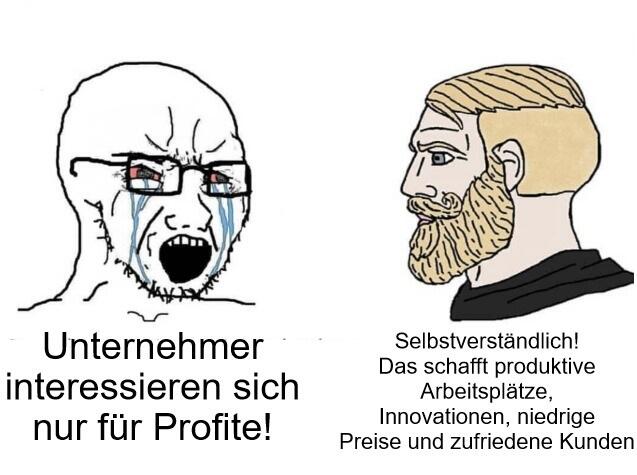 Unternehmer
interessieren sich
nur für Profite!
Selbstverständlich!
Das schafft produktive
Arbeitsplätze,
Innovationen, niedrige
Preise und zufriedene Kunden